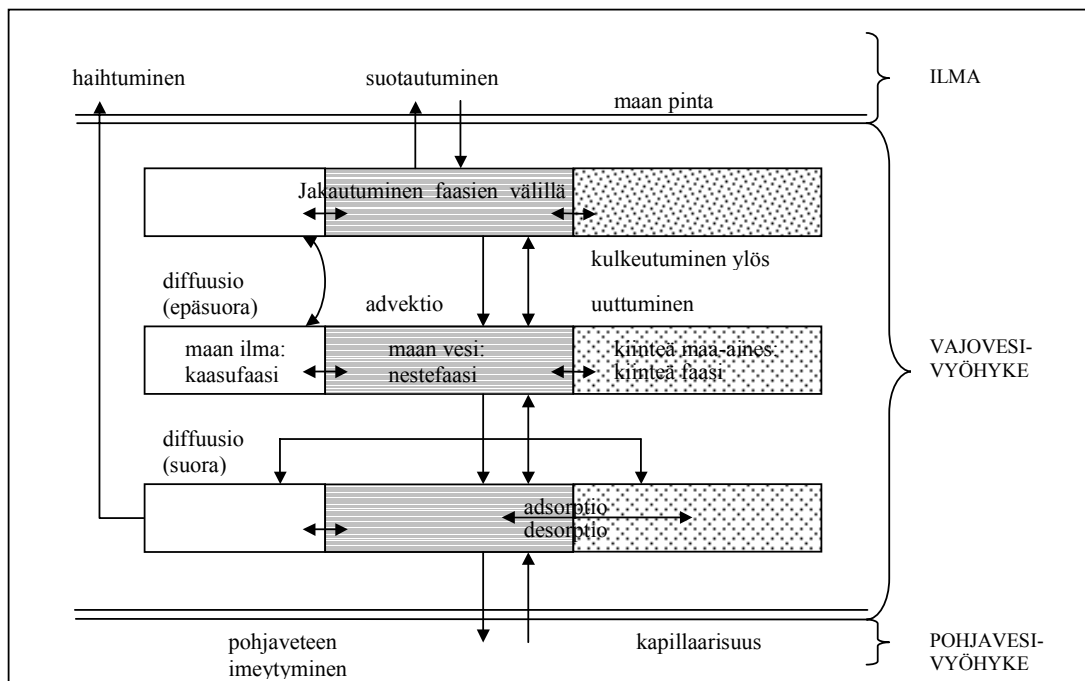 haihtuminen
suotautuminen
ILMA
maan pinta
Jakautuminen faasien välillä
kulkeutuminen ylös
diffuusio
(epäsuora)
advektio
uuttuminen
maan ilma:
kaasufaasi
maan vesi:
nestefaasi
kiinteä maa-aines:
kiinteä faasi
VAJOVESI-
VYÖHYKE
diffuusio
(suora)
adsorptio
desorptio
pohjaveteen
imeytyminen
kapillaarisuus
POHJAVESI-
VYÖHYKE